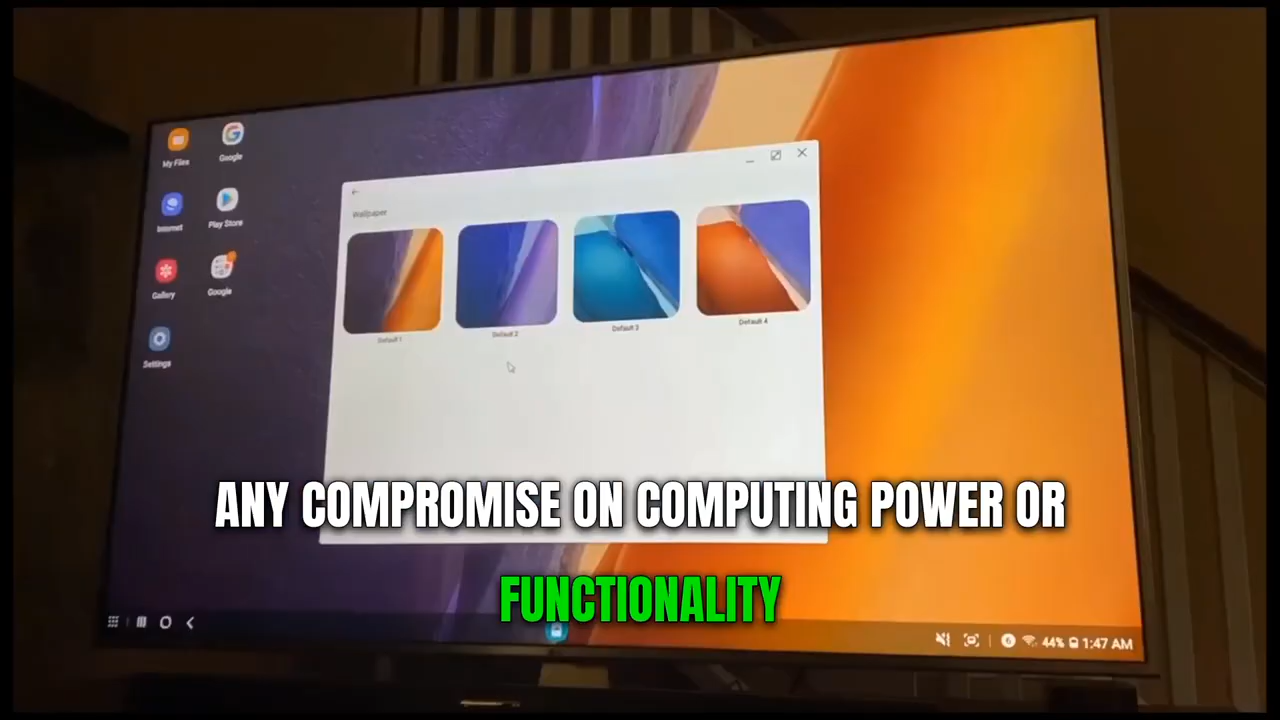 My Files
Google
Internet
Play Store
Gallery
Google
Settings
Wallpaper
Default 1
Default 2
Default 3
Default 4
ANY COMPROMISE ON COMPUTING POWER OR
FUNCTIONALITY
44% 1:47 AM